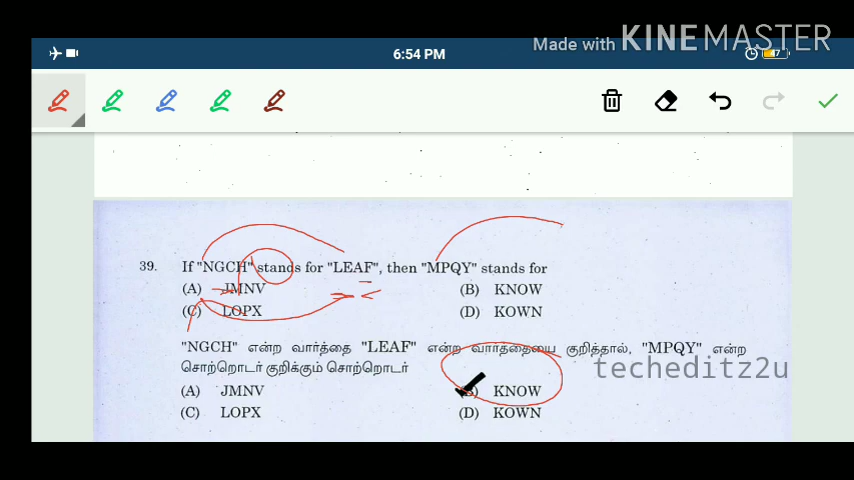 Made with KINEMASTER
6:54 PM
47
39. If "NGCH" stands for "LEAF", then "MPQY" stands for
(A) JMNV (B) KNOW
(C) LOPX (D) KOWN
"NGCH" என்ற வார்த்தை "LEAF" என்ற வார்த்தையை குறித்தால், "MPQY" என்ற
சொற்றொடர் குறிக்கும் சொற்றொடர்
techeditz2u
(A) JMNV (B) KNOW
(C) LOPX (D) KOWN